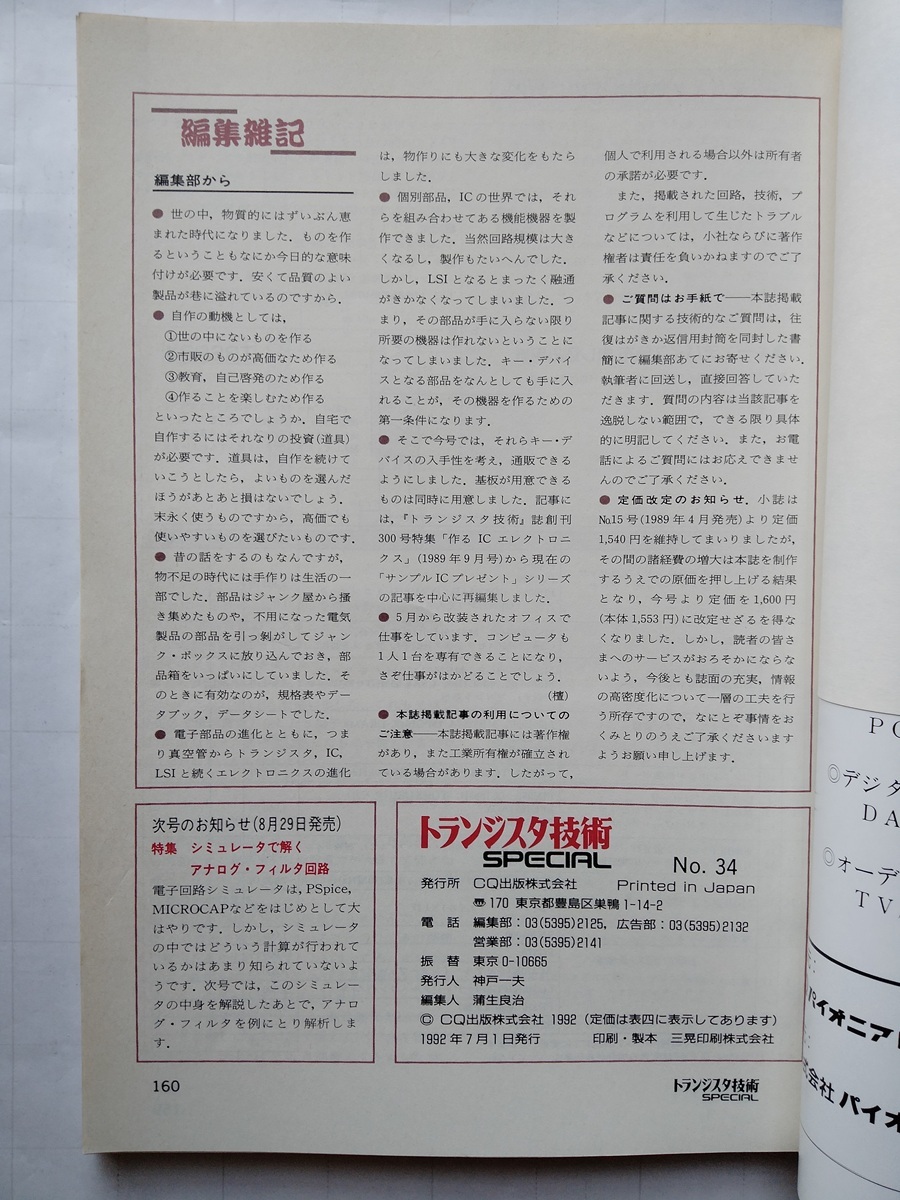 編集雑記
編集部から
● 世の中，物質的にはずいぶん恵
まれた時代になりました．ものを作
るということもなにか今日的な意味
付けが必要です．安くて品質のよい
製品が巷に溢れているのですから．
● 自作の動機としては，
①世の中にないものを作る
②市販のものが高価なため作る
③教育，自己啓発のため作る
④作ることを楽しむため作る
といったところでしょうか．自宅で
自作するにはそれなりの投資(道具)
が必要です．道具は，自作を続けて
いこうとしたら，よいものを選んだ
ほうがあとあと損はないでしょう．
末永く使うものですから，高価でも
使いやすいものを選びたいものです．
● 昔の話をするのもなんですが，
物不足の時代には手作りは生活の一
部でした．部品はジャンク屋から掻
き集めたものや，不用になった電気
製品の部品を引っ剝がしてジャン
ク・ボックスに放り込んでおき，部
品箱をいっぱいにしていました．そ
のときに有効なのが，規格表やデー
タブック，データシートでした．
● 電子部品の進化とともに，つま
り真空管からトランジスタ，IC，
LSIと続くエレクトロニクスの進化
は，物作りにも大きな変化をもたら
しました．
● 個別部品，ICの世界では，それ
らを組み合わせてある機能機器を製
作できました．当然回路規模は大き
くなるし，製作もたいへんでした．
しかし，LSIとなるとまったく融通
がきかなくなってしまいました．つ
まり，その部品が手に入らない限り
所要の機器は作れないということに
なってしまいました．キー・デバイ
スとなる部品をなんとしても手に入
れることが，その機器を作るための
第一条件になります．
● そこで今号では，それらキー・デ
バイスの入手性を考え，通販できる
ようにしました．基板が用意できる
ものは同時に用意しました．記事に
は，『トランジスタ技術』誌創刊
300号特集「作るICエレクトロニ
クス」(1989年9月号)から現在の
「サンプルICプレゼント」シリーズ
の記事を中心に再編集しました．
● 5月から改装されたオフィスで
仕事をしています．コンピュータも
1人1台を専有できることになり，
さぞ仕事がはかどることでしょう．
(檀)
● 本誌掲載記事の利用についての
ご注意――本誌掲載記事には著作権
があり，また工業所有権が確立され
ている場合があります．したがって，
個人で利用される場合以外は所有者
の承諾が必要です．
また，掲載された回路，技術，プ
ログラムを利用して生じたトラブル
などについては，小社ならびに著作
権者は責任を負いかねますのでご了
承ください．
● ご質問はお手紙で――本誌掲載
記事に関する技術的なご質問は，往
復はがきか返信用封筒を同封した書
簡にて編集部あてにお寄せください．
執筆者に回送し，直接回答していた
だきます．質問の内容は当該記事を
逸脱しない範囲で，できる限り具体
的に明記してください．また，お電
話によるご質問にはお応えできませ
んのでご了承ください．
● 定価改定のお知らせ．小誌は
№15号(1989年4月発売)より定価
1,540円を維持してまいりましたが，
その間の諸経費の増大は本誌を制作
するうえでの原価を押し上げる結果
となり，今号より定価を1,600円
(本体1,553円)に改定せざるを得な
くなりました．しかし，読者の皆さ
まへのサービスがおろそかにならな
いよう，今後とも誌面の充実，情報
の高密度化について一層の工夫を行
う所存ですので，なにとぞ事情をお
くみとりのうえご了承くださいます
ようお願い申し上げます．
次号のお知らせ(8月29日発売)
特集 シミュレータで解く
アナログ・フィルタ回路
電子回路シミュレータは，PSpice，
MICROCAPなどをはじめとして大
はやりです．しかし，シミュレータ
の中ではどういう計算が行われて
いるかはあまり知られていないよ
うです．次号では，このシミュレー
タの中身を解説したあとで，アナロ
グ・フィルタを例にとり解析しま
す．
トランジスタ技術
SPECIAL
No. 34
発行所 CQ出版株式会社 Printed in Japan
〠170 東京都豊島区巣鴨1-14-2
電 話 編集部：03(5395)2125，広告部：03(5395)2132
営業部：03(5395)2141
振 替 東京0-10665
発行人 神戸一夫
編集人 蒲生良治
© CQ出版株式会社 1992 (定価は表四に表示してあります)
1992年7月1日発行 印刷・製本 三晃印刷株式会社
160
トランジスタ技術
SPECIAL
PO
◎デジタ
DA
◎オーデ
TV
パイオニア
式会社 パイオ